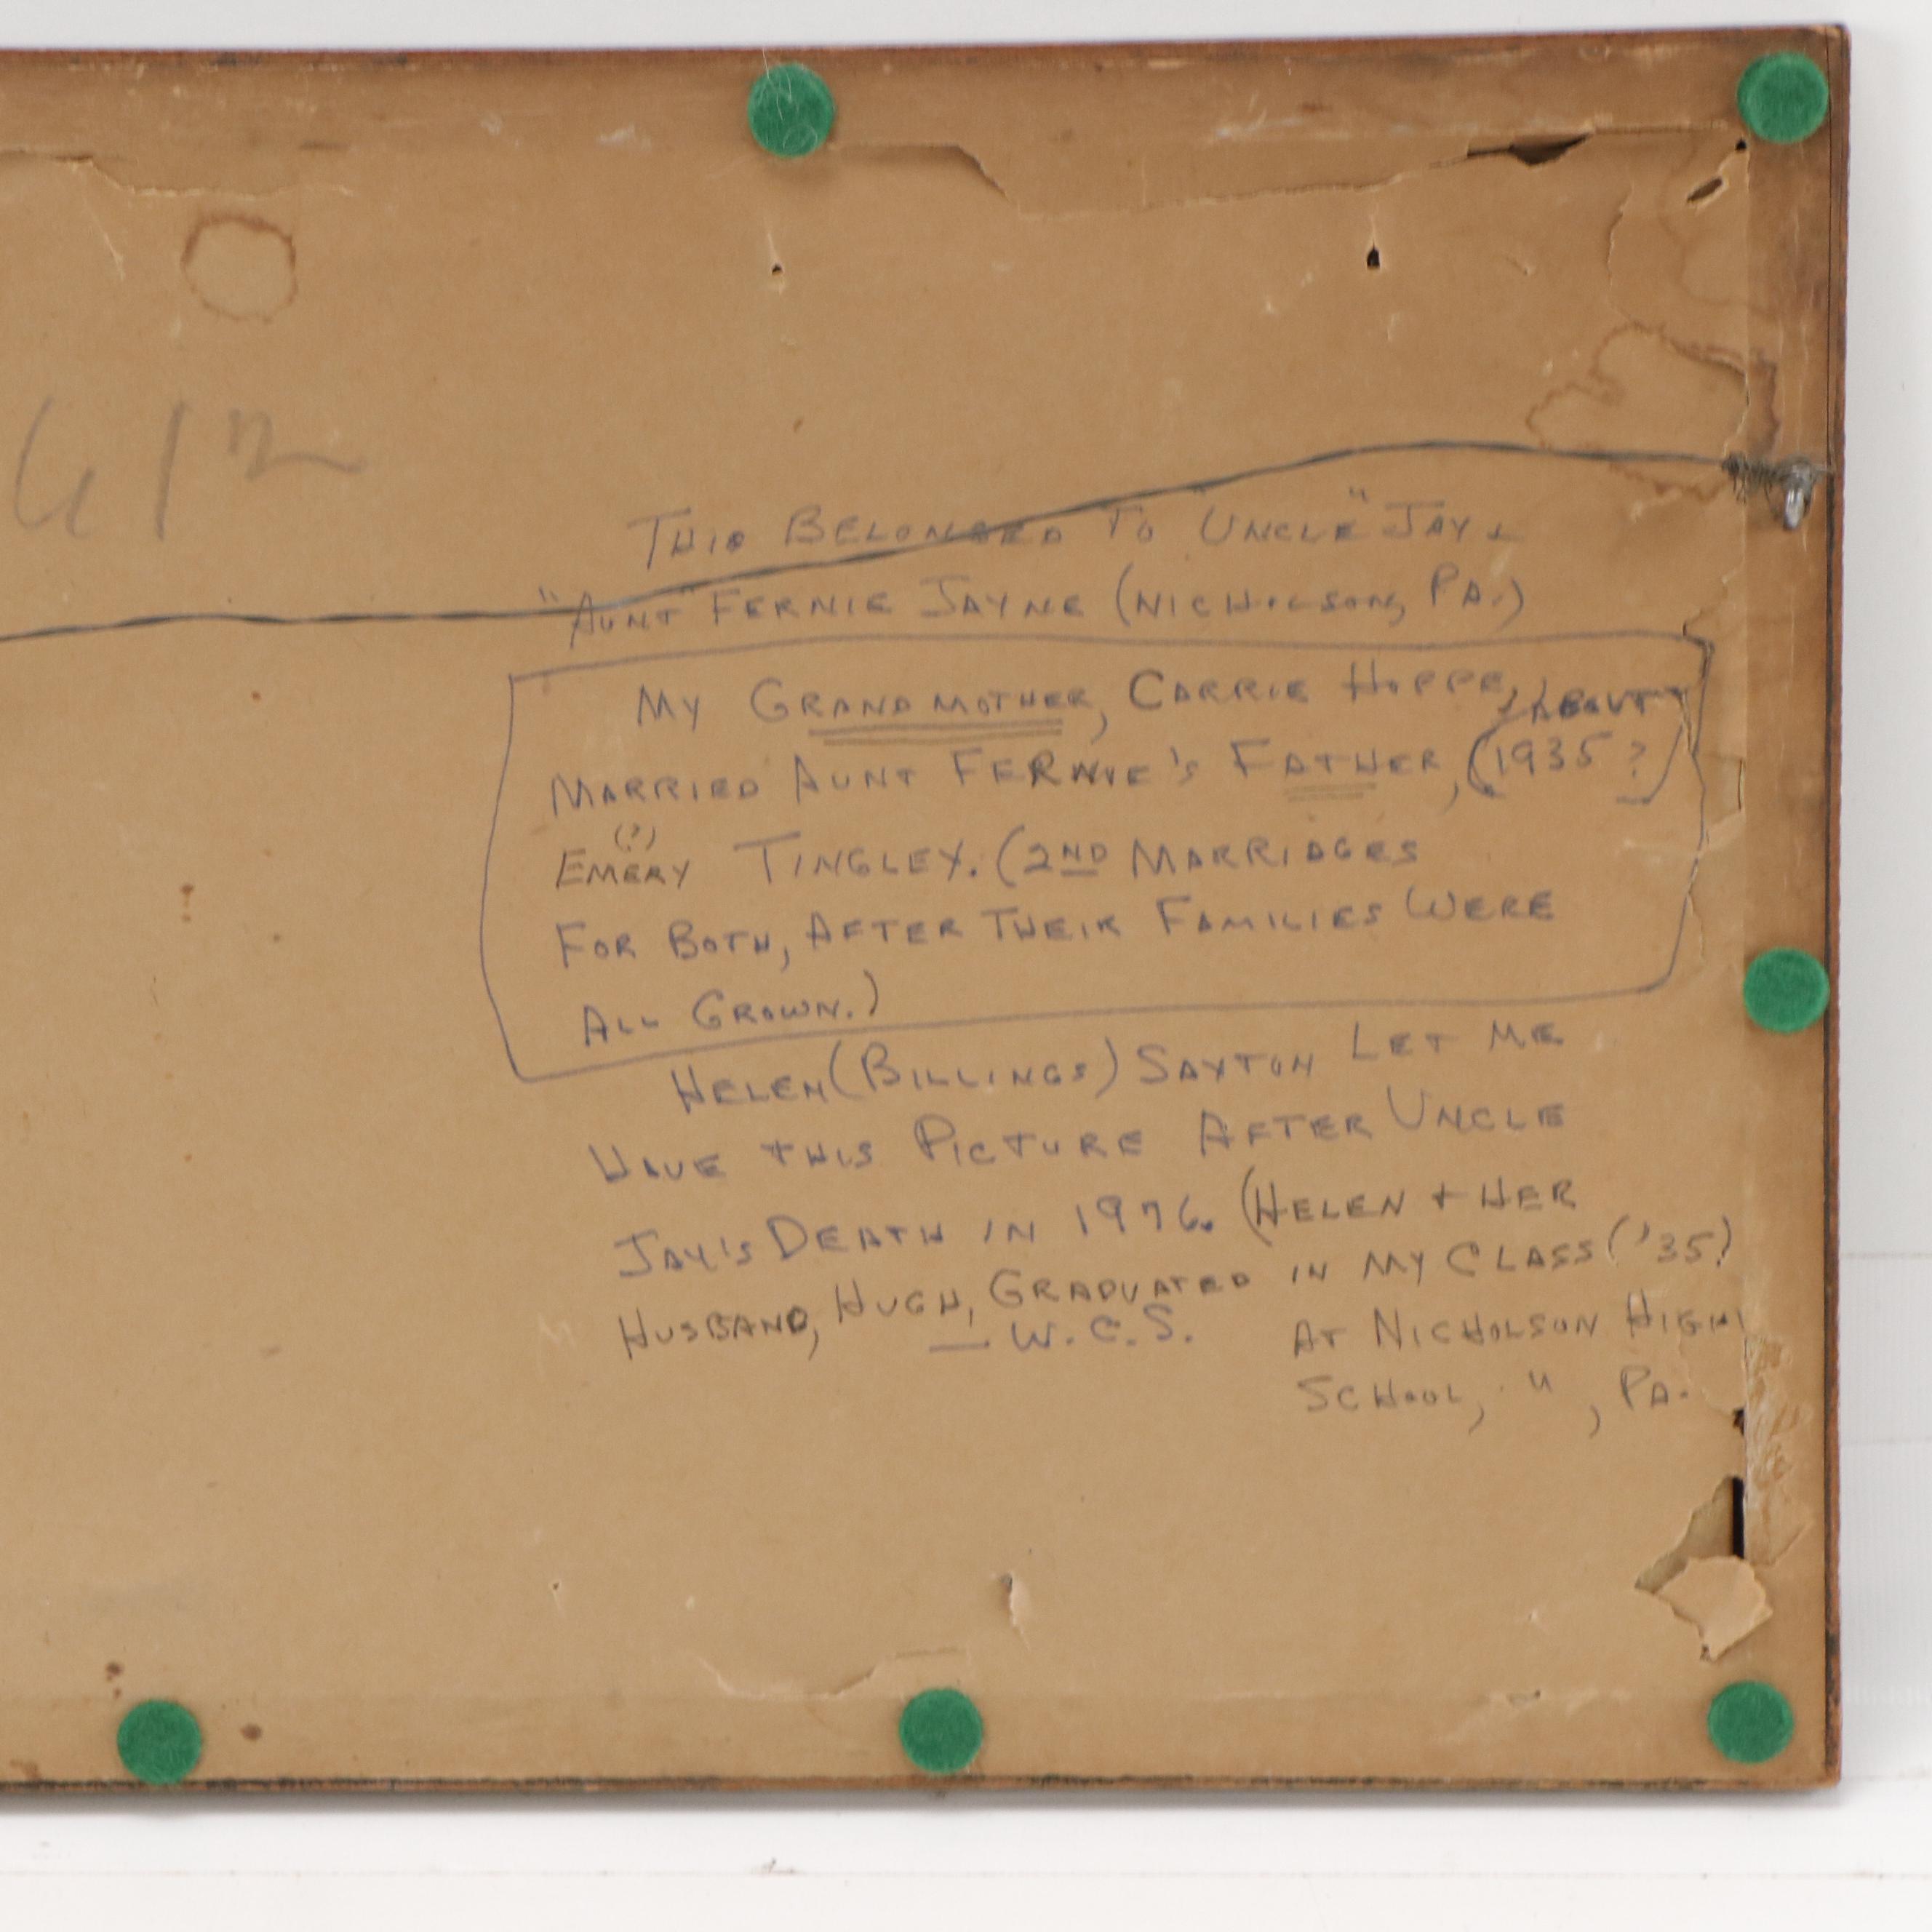 612
THIS BELONGED TO "UNCLE" JAY &
"AUNT" FERNIE JAYNE (NICHOLSON, PA.)
MY GRANDMOTHER, CARRIE HOPPE,
MARRIED AUNT FERNIE'S FATHER, (ABOUT 1935?)
EMERY (?) TINGLEY. (2ND MARRIAGES
FOR BOTH, AFTER THEIR FAMILIES WERE
ALL GROWN.)
HELEN (BILLINGS) SAXTON LET ME
HAVE THIS PICTURE AFTER UNCLE
JAY'S DEATH IN 1976. (HELEN + HER
HUSBAND, HUGH, GRADUATED IN MY CLASS ('35)
— W.C.S. AT NICHOLSON HIGH
SCHOOL, ", PA.